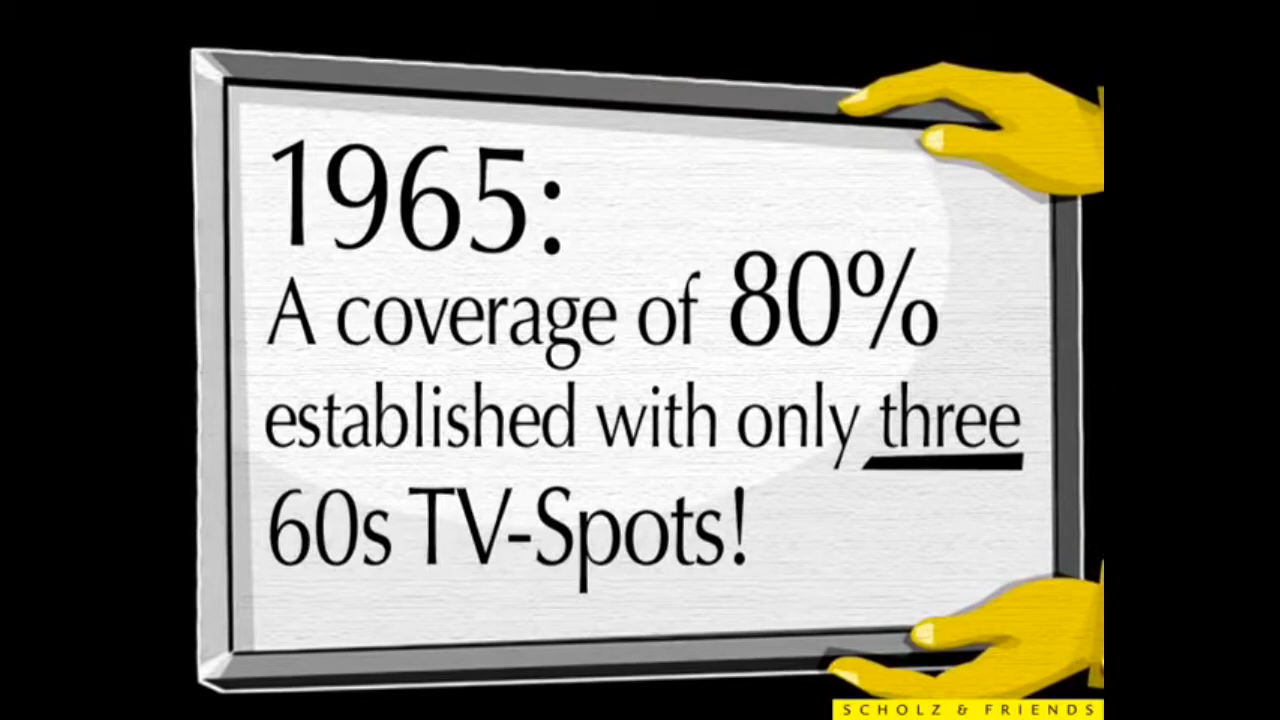 1965:
A coverage of 80%
established with only three
60s TV-Spots!
SCHOLZ & FRIENDS